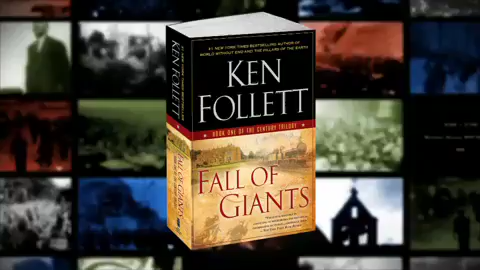 #1 NEW YORK TIMES BESTSELLING AUTHOR OF
WORLD WITHOUT END AND THE PILLARS OF THE EARTH
KEN
FOLLETT
BOOK ONE OF THE CENTURY TRILOGY
FALL OF
GIANTS
KEN FOLLETT
FALL OF GIANTS